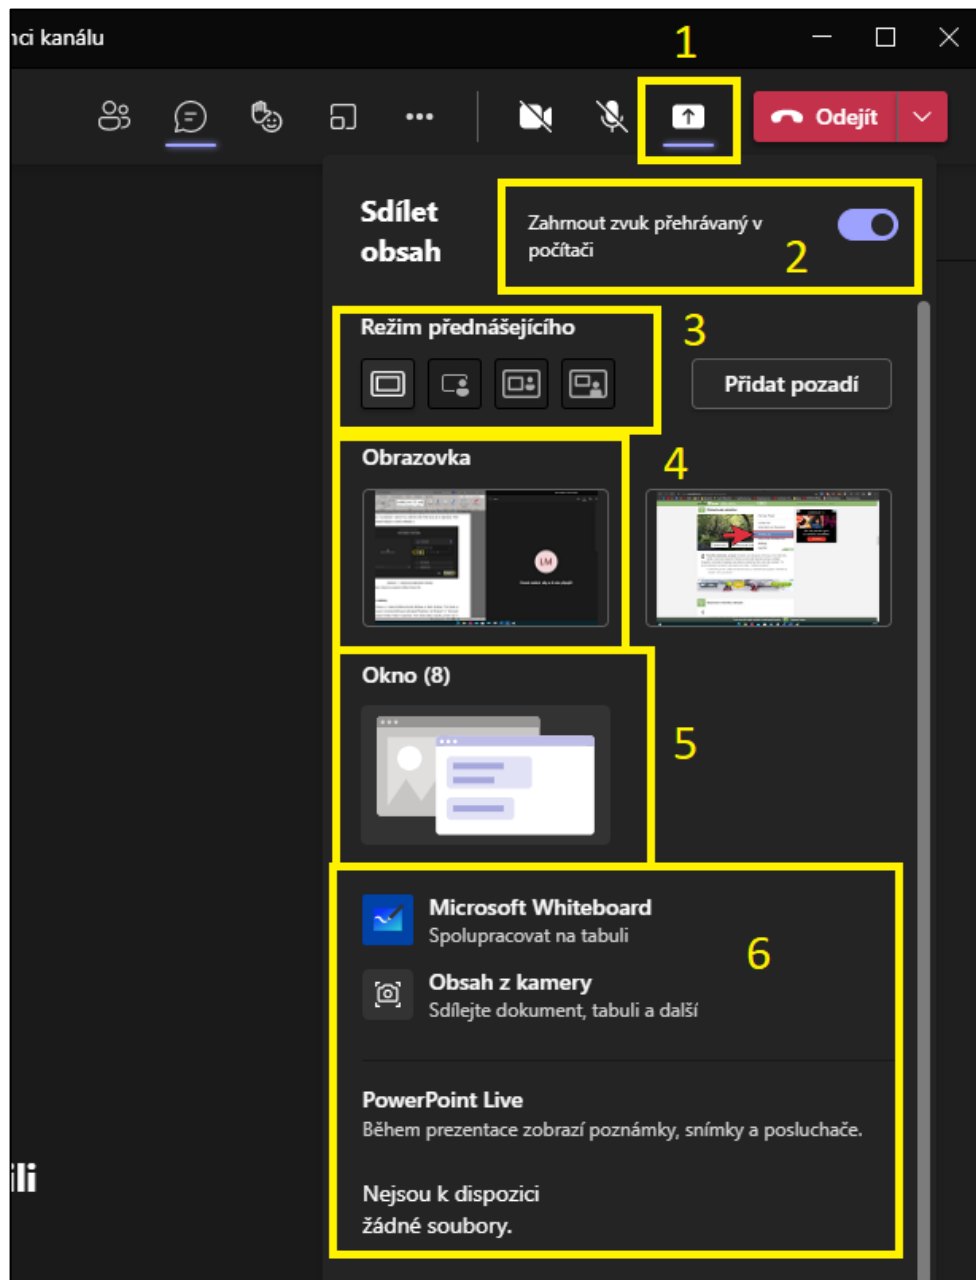 nci kanálu
1
Odejít
Sdílet
obsah
Zahrnout zvuk přehrávaný v
počítači
2
Režim přednášejícího
3
Přidat pozadí
Obrazovka
4
LM
Okno (8)
5
Microsoft Whiteboard
Spolupracovat na tabuli
6
Obsah z kamery
Sdílejte dokument, tabuli a další
PowerPoint Live
Během prezentace zobrazí poznámky, snímky a posluchače.
ili
Nejsou k dispozici
žádné soubory.